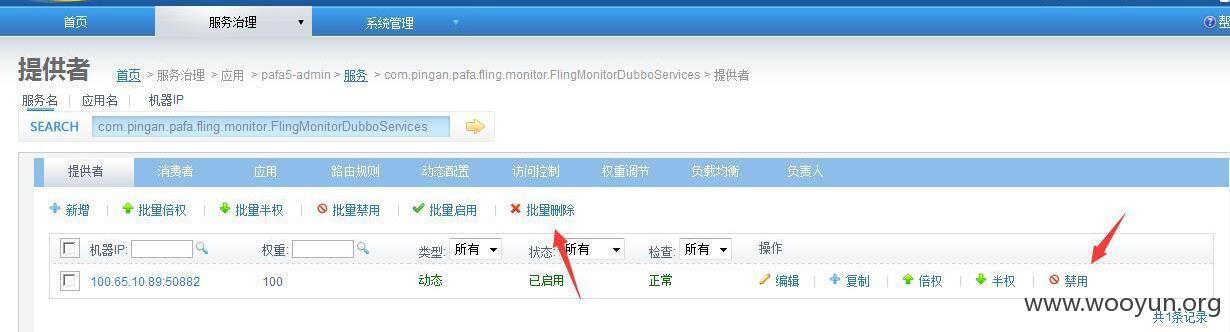 首页 服务治理 ▼ 系统管理 ▼ ? 帮
提供者 首页 > 服务治理 > 应用 > pafa5-admin > 服务 > com.pingan.pafa.fling.monitor.FlingMonitorDubboServices > 提供者
服务名 | 应用名 | 机器IP
SEARCH com.pingan.pafa.fling.monitor.FlingMonitorDubboServices
提供者 消费者 应用 路由规则 动态配置 访问控制 权重调节 负载均衡 负责人
新增 | 批量倍权 | 批量半权 | 批量禁用 | 批量启用 | 批量删除
机器IP: 权重: 类型: 所有 状态: 所有 检查: 所有 操作
100.65.10.89:50882 100 动态 已启用 正常 编辑 | 复制 | 倍权 | 半权 | 禁用
www.wooyun.org
共1条记录